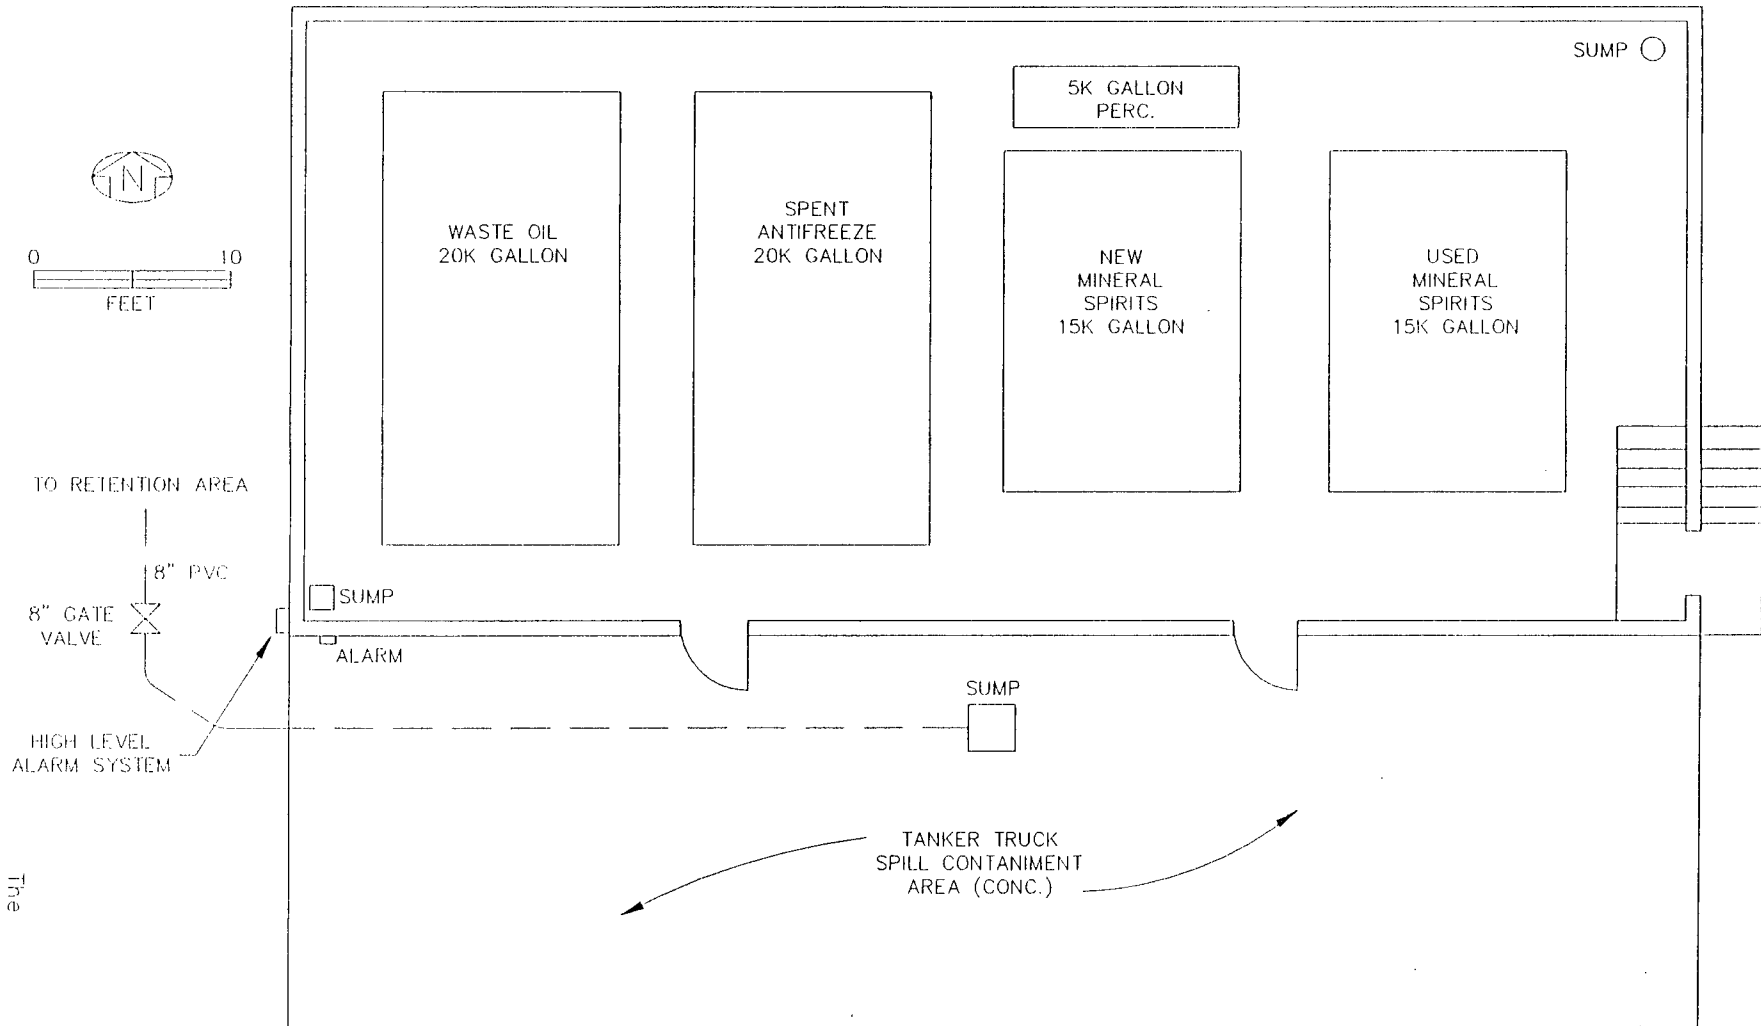 SUMP
5K GALLON
PERC.
N
WASTE OIL
20K GALLON
SPENT
ANTIFREEZE
20K GALLON
NEW
MINERAL
SPIRITS
15K GALLON
USED
MINERAL
SPIRITS
15K GALLON
0 10
FEET
TO RETENTION AREA
8" PVC
8" GATE
VALVE
SUMP
ALARM
SUMP
HIGH LEVEL
ALARM SYSTEM
TANKER TRUCK
SPILL CONTANIMENT
AREA (CONC.)
The